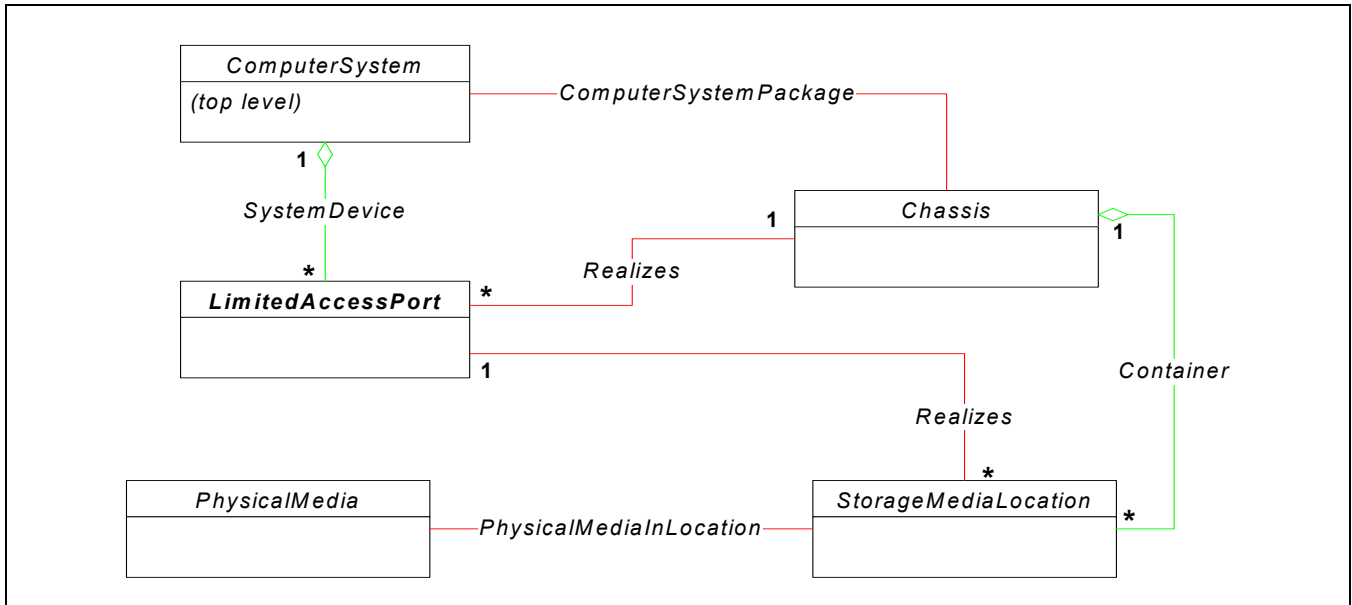 ComputerSystem
(top level)
ComputerSystemPackage
1
SystemDevice
*
Chassis
1
1
Realizes
*
LimitedAccessPort
1
Container
Realizes
*
PhysicalMedia
PhysicalMediaInLocation
StorageMediaLocation
*